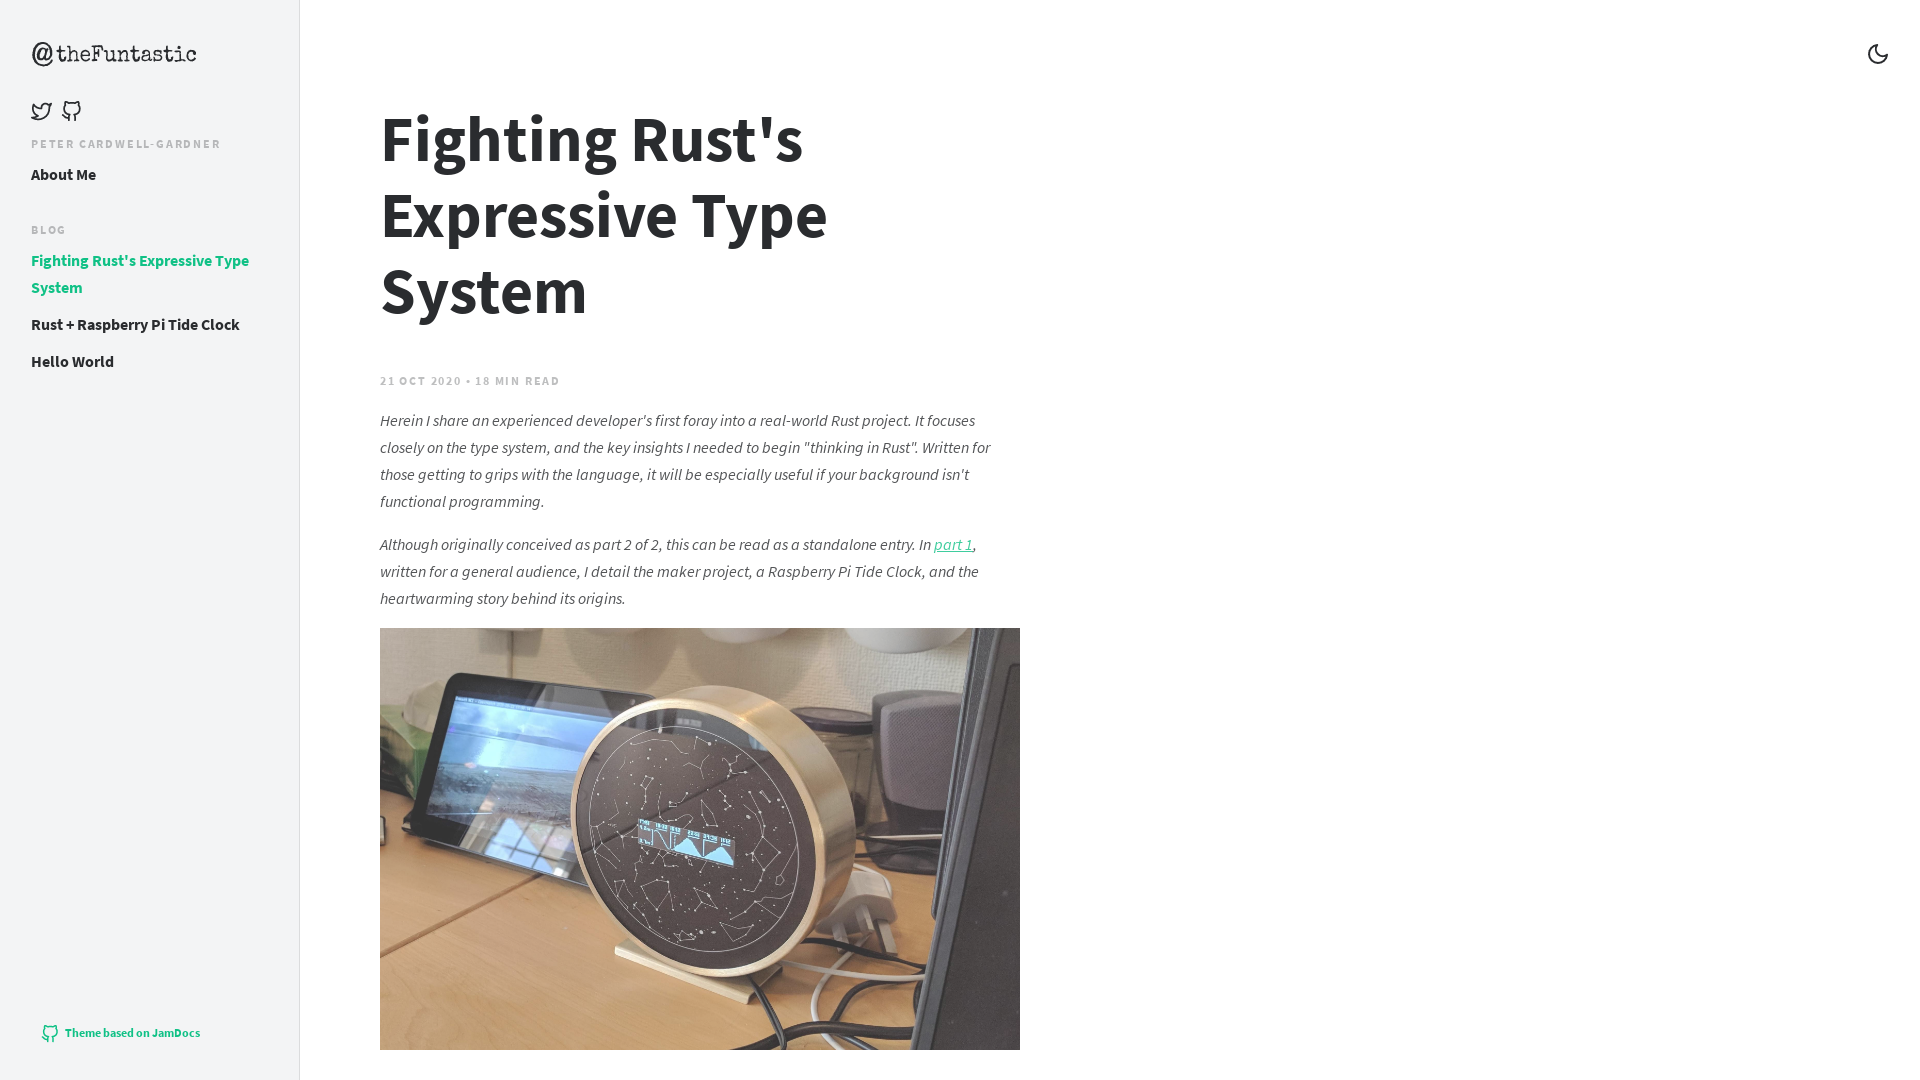 @theFuntastic
PETER CARDWELL-GARDNER
About Me
BLOG
Fighting Rust's Expressive Type
System
Rust + Raspberry Pi Tide Clock
Hello World
Theme based on JamDocs
Fighting Rust's
Expressive Type
System
21 OCT 2020 • 18 MIN READ
Herein I share an experienced developer's first foray into a real-world Rust project. It focuses
closely on the type system, and the key insights I needed to begin "thinking in Rust". Written for
those getting to grips with the language, it will be especially useful if your background isn't
functional programming.
Although originally conceived as part 2 of 2, this can be read as a standalone entry. In part 1,
written for a general audience, I detail the maker project, a Raspberry Pi Tide Clock, and the
heartwarming story behind its origins.